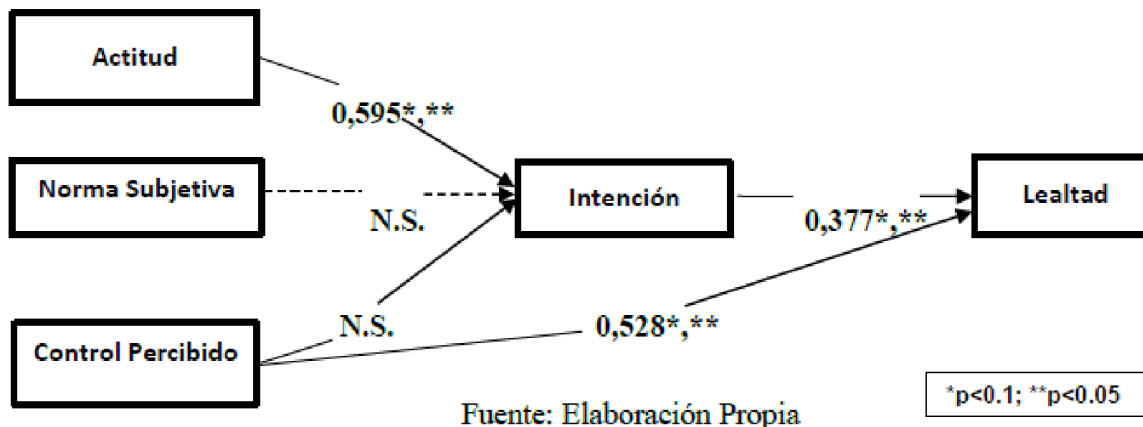 Actitud
0,595*,**
Norma Subjetiva
N.S.
Intención
Lealtad
0,377*,**
Control Percibido
N.S.
0,528*,**
*p<0.1; **p<0.05
Fuente: Elaboración Propia